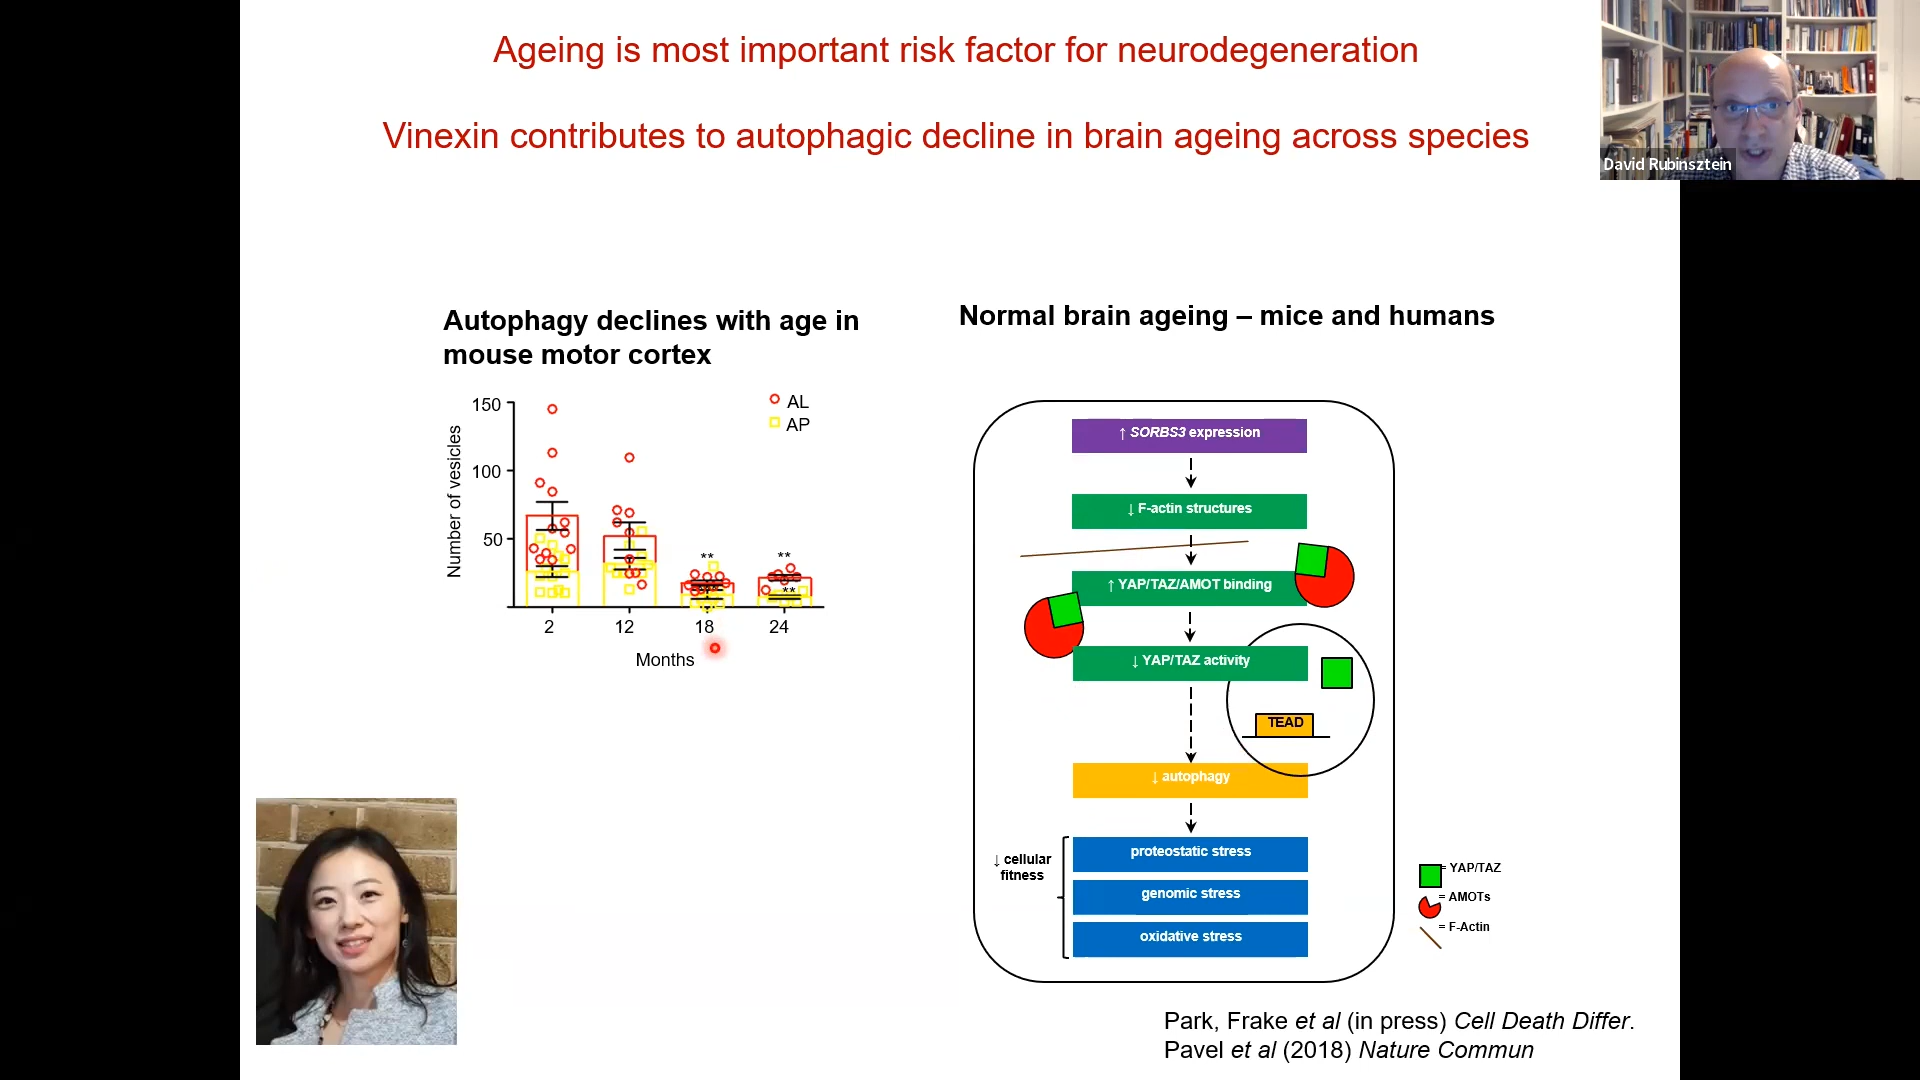 Ageing is most important risk factor for neurodegeneration
Vinexin contributes to autophagic decline in brain ageing across species
David Rubinsztein
Autophagy declines with age in
mouse motor cortex
Number of vesicles
150
100
50
AL
AP
**
**
**
2 12 18 24
Months
Normal brain ageing – mice and humans
↑ SORBS3 expression
↓ F-actin structures
↑ YAP/TAZ/AMOT binding
↓ YAP/TAZ activity
TEAD
↓ autophagy
↓ cellular
fitness
proteostatic stress
genomic stress
oxidative stress
= YAP/TAZ
= AMOTs
= F-Actin
Park, Frake et al (in press) Cell Death Differ.
Pavel et al (2018) Nature Commun